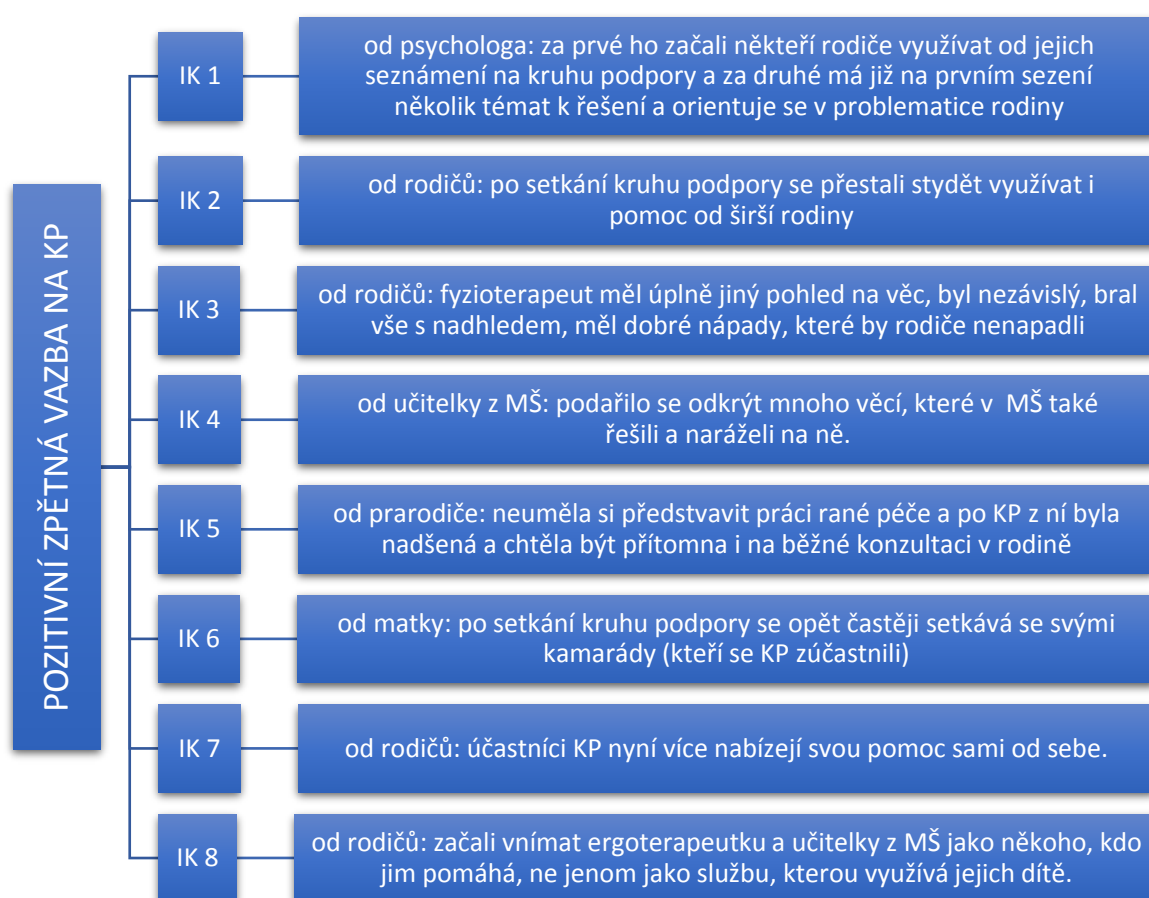 POZITIVNÍ ZPĚTNÁ VAZBA NA KP
IK 1
od psychologa: za prvé ho začali někteří rodiče využívat od jejich
seznámení na kruhu podpory a za druhé má již na prvním sezení
několik témat k řešení a orientuje se v problematice rodiny
IK 2
od rodičů: po setkání kruhu podpory se přestali stydět využívat i
pomoc od širší rodiny
IK 3
od rodičů: fyzioterapeut měl úplně jiný pohled na věc, byl nezávislý, bral
vše s nadhledem, měl dobré nápady, které by rodiče nenapadli
IK 4
od učitelky z MŠ: podařilo se odkrýt mnoho věcí, které v MŠ také
řešili a naráželi na ně.
IK 5
od prarodiče: neuměla si představit práci rané péče a po KP z ní byla
nadšená a chtěla být přítomna i na běžné konzultaci v rodině
IK 6
od matky: po setkání kruhu podpory se opět častěji setkává se svými
kamarády (kteří se KP zúčastnili)
IK 7
od rodičů: účastníci KP nyní více nabízejí svou pomoc sami od sebe.
IK 8
od rodičů: začali vnímat ergoterapeutku a učitelky z MŠ jako někoho, kdo
jim pomáhá, ne jenom jako službu, kterou využívá jejich dítě.